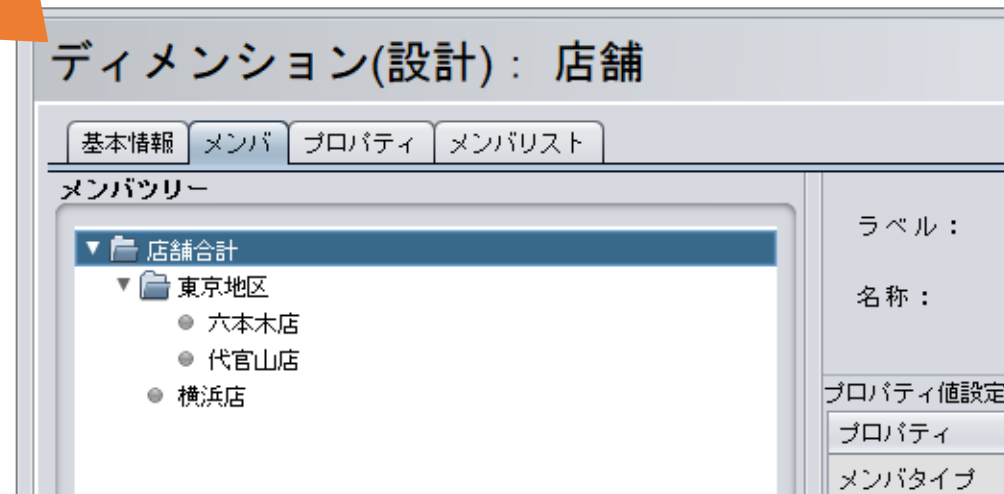 ディメンション(設計)： 店舗
基本情報 メンバ プロパティ メンバリスト
メンバツリー
店舗合計
東京地区
六本木店
代官山店
横浜店
ラベル：
名称：
プロパティ値設定
プロパティ
メンバタイプ